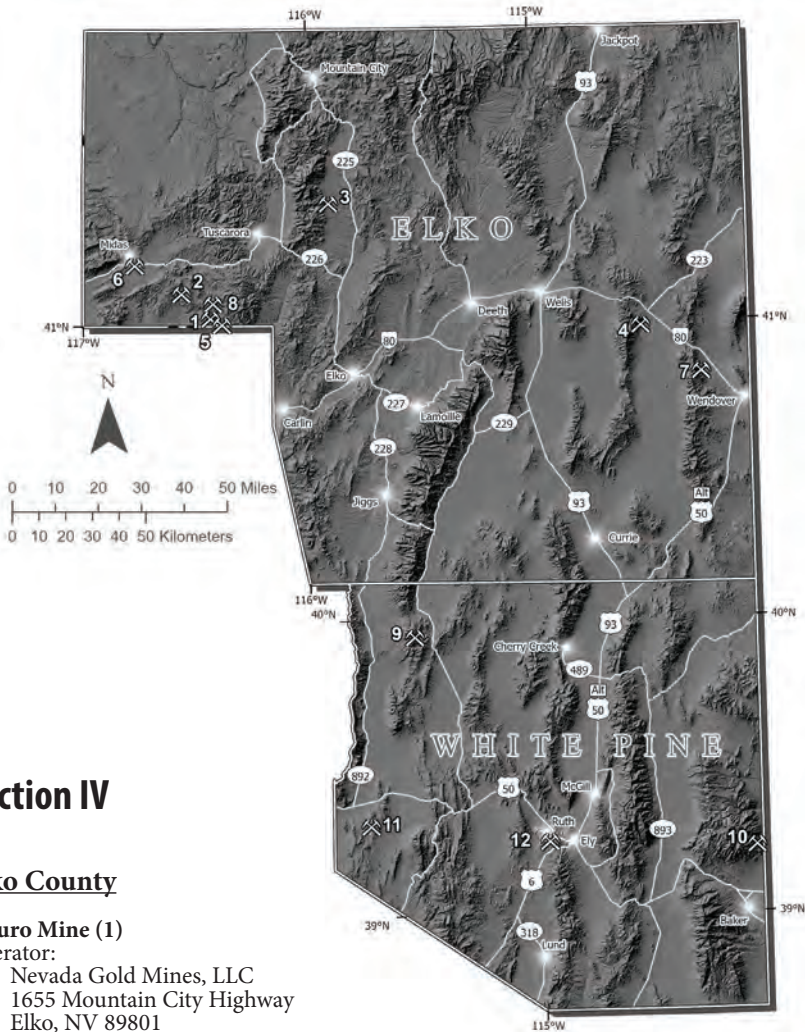 116°W
115°W
Jackpot
Mountain City
93
225
3
ELKO
Tuscarora
Midas
226
223
6
2
8
1
5
41°N
117°W
Deeth
Wells
4
41°N
80
80
7
Elko
227
Lamoille
229
Wendover
Carlin
228
N
0 10 20 30 40 50 Miles
0 10 20 30 40 50 Kilometers
Jiggs
93
Alt
50
Currie
116°W
40°N
40°N
9
93
Cherry Creek
489
Alt
50
WHITE PINE
892
50
McGill
11
Ruth
12
Ely
893
10
6
39°N
39°N
Baker
318
Lund
115°W
ction IV
ko County
uro Mine (1)
erator:
Nevada Gold Mines, LLC
1655 Mountain City Highway
Elko, NV 89801